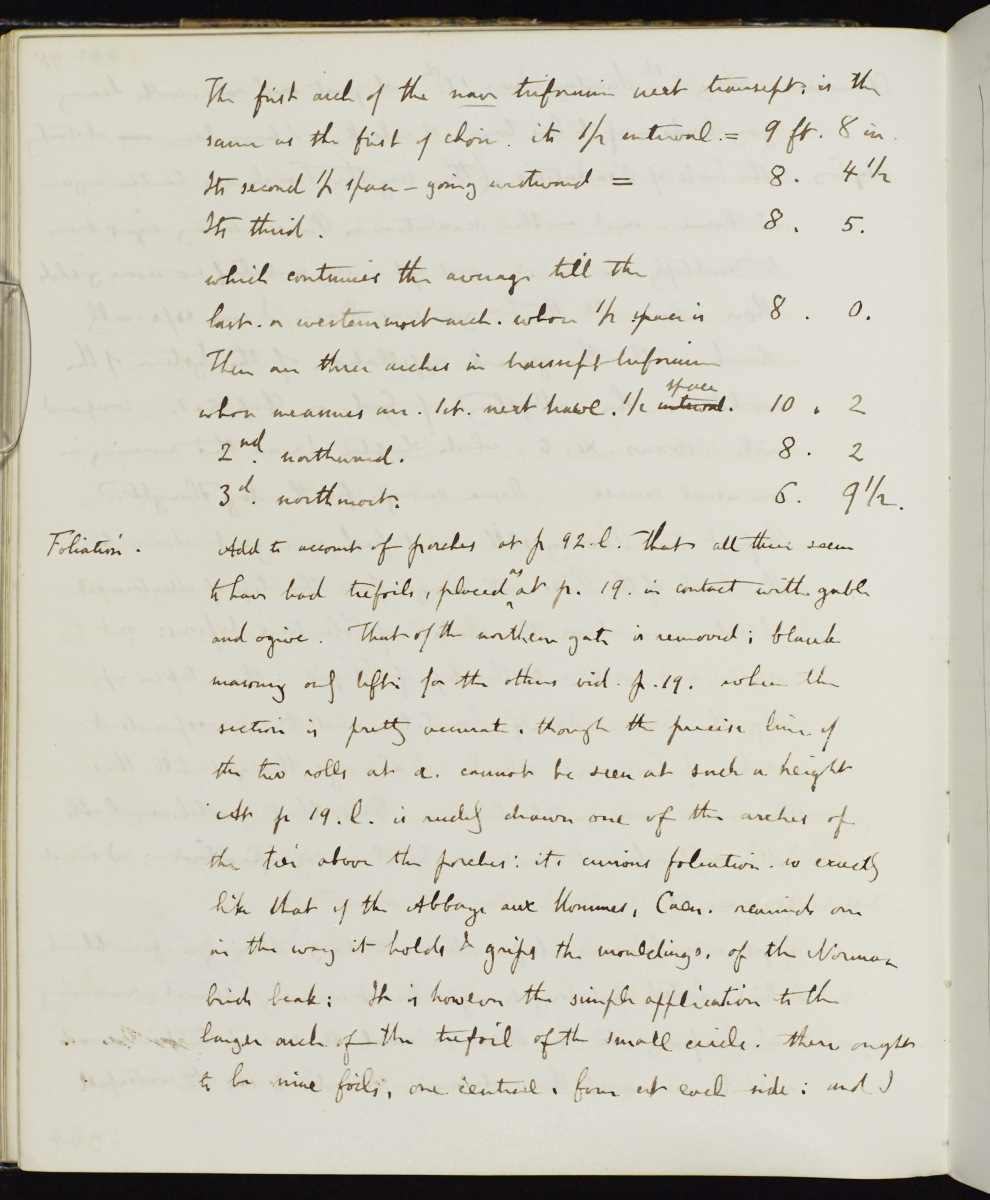 The first arch of the nave triforium next transept: is the
same as the first of choir. its 1/2 interval. = 9 ft. 8 in.
Its second 1/2 space - going westward = 8. 4 1/2
Its third. 8. 5.
which continues the average till the
last. or westernmost arch. whose 1/2 space is 8. 0.
There are three arches in transept triforium
whose measures are. 1st. next nave. 1/2 interval. space 10. 2
2nd. northward. 8. 2
3d. northmost. 6. 9 1/2.
Foliation. Add to account of porches at p 92.l. That all their seem
to have had trefoils, placed as at p. 19. in contact with gable
and ogive. That of the northern gate is removed; blank
masonry only left: for the others vid. p. 19. where the
section is pretty accurate, though the precise line of
the two rolls at a. cannot be seen at such a height
At p 19. l. is rudely drawn one of the arches of
the tier above the porches: its curious foliation. so exactly
like that of the Abbaye aux Hommes, Caen. reminds one
in the way it holds & grips the mouldings. of the Norman
birds beak: It is however the simple application to the
larger arch of the trefoil of the small circle. there ought
to be nine foils, one central, four at each side: and I